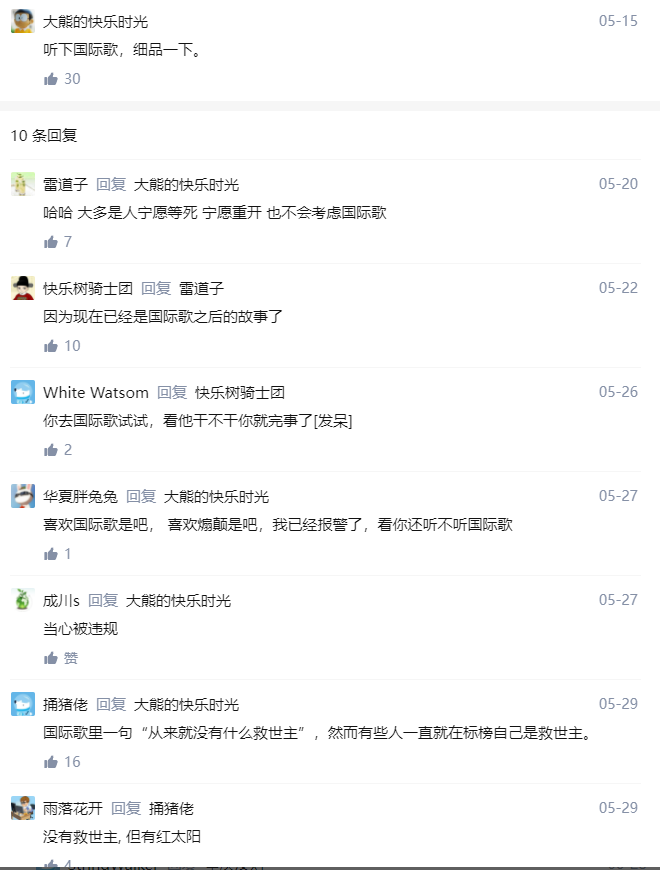 大熊的快乐时光 05-15
听下国际歌，细品一下。
30
10 条回复
雷道子 回复 大熊的快乐时光 05-20
哈哈 大多是人宁愿等死 宁愿重开 也不会考虑国际歌
7
快乐树骑士团 回复 雷道子 05-22
因为现在已经是国际歌之后的故事了
10
White Watsom 回复 快乐树骑士团 05-26
你去国际歌试试，看他干不干你就完事了[发呆]
2
华夏胖兔兔 回复 大熊的快乐时光 05-27
喜欢国际歌是吧， 喜欢煽颠是吧，我已经报警了，看你还听不听国际歌
1
成川s 回复 大熊的快乐时光 05-27
当心被违规
赞
捅猪佬 回复 大熊的快乐时光 05-29
国际歌里一句“从来就没有什么救世主”，然而有些人一直就在标榜自己是救世主。
16
雨落花开 回复 捅猪佬 05-29
没有救世主, 但有红太阳
4